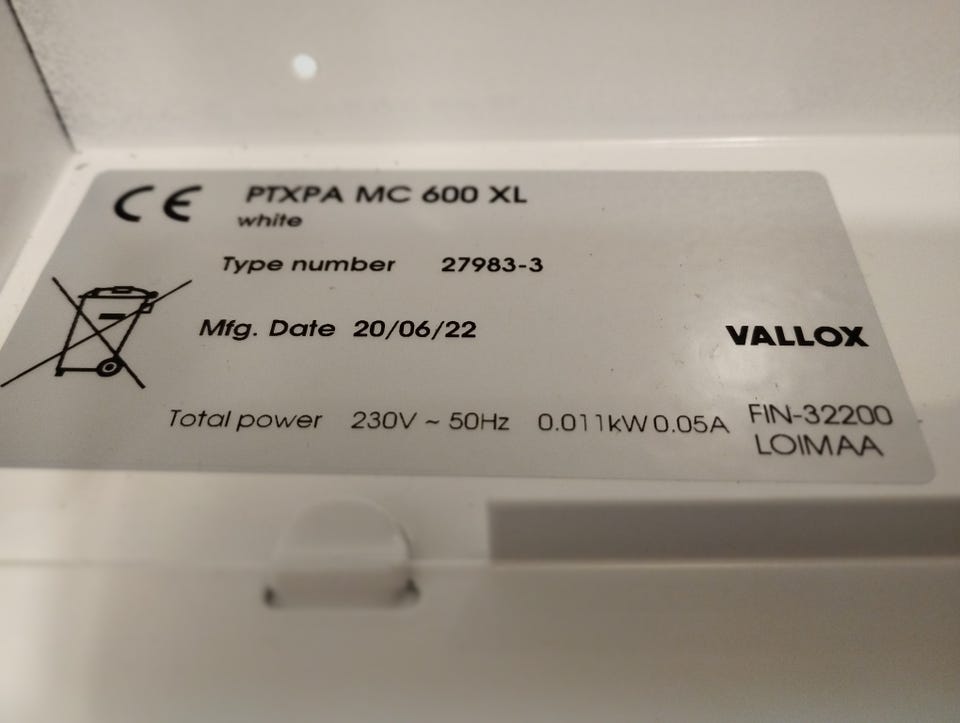 CE PTXPA MC 600 XL
white
Type number 27983-3
Mfg. Date 20/06/22
VALLOX
Total power 230V ~ 50Hz 0.011kW 0.05A
FIN-32200
LOIMAA